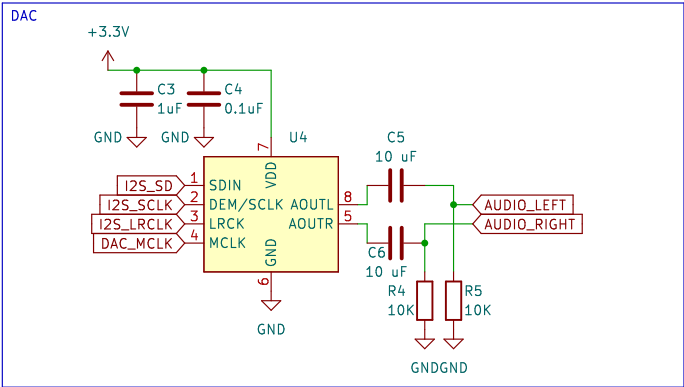 DAC
+3.3V
C3
1uF
C4
0.1uF
GND
GND
U4
7
VDD
C5
10 uF
I2S_SD
1
SDIN
I2S_SCLK
2
DEM/SCLK
AOUTL
8
AUDIO_LEFT
I2S_LRCLK
3
LRCK
AOUTR
5
AUDIO_RIGHT
DAC_MCLK
4
MCLK
GND
6
GND
C6
10 uF
R4
10K
R5
10K
GND
GND